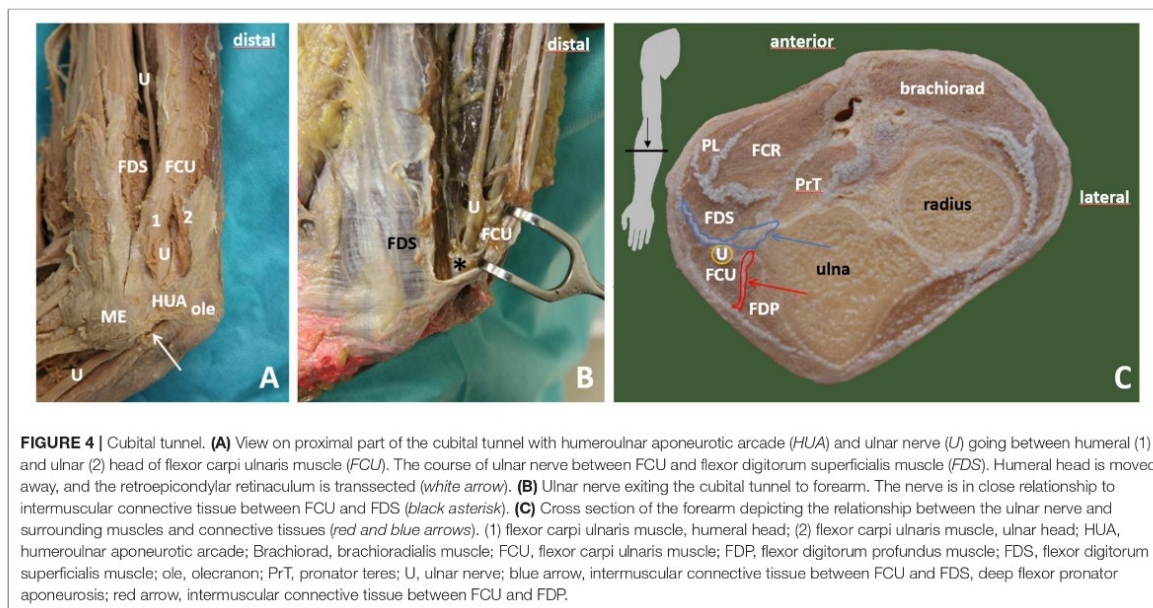 distal
U
FDS
FCU
1
2
U
HUA
ole
ME
U
A
distal
U
FCU
FDS
*
B
anterior
brachiorad
PL
FCR
PrT
lateral
FDS
radius
U
FCU
ulna
FDP
C
FIGURE 4 | Cubital tunnel. (A) View on proximal part of the cubital tunnel with humeroulnar aponeurotic arcade (HUA) and ulnar nerve (U) going between humeral (1)
and ulnar (2) head of flexor carpi ulnaris muscle (FCU). The course of ulnar nerve between FCU and flexor digitorum superficialis muscle (FDS). Humeral head is moved
away, and the retroepicondylar retinaculum is transsected (white arrow). (B) Ulnar nerve exiting the cubital tunnel to forearm. The nerve is in close relationship to
intermuscular connective tissue between FCU and FDS (black asterisk). (C) Cross section of the forearm depicting the relationship between the ulnar nerve and
surrounding muscles and connective tissues (red and blue arrows). (1) flexor carpi ulnaris muscle, humeral head; (2) flexor carpi ulnaris muscle, ulnar head; HUA,
humeroulnar aponeurotic arcade; Brachiorad, brachioradialis muscle; FCU, flexor carpi ulnaris muscle; FDP, flexor digitorum profundus muscle; FDS, flexor digitorum
superficialis muscle; ole, olecranon; PrT, pronator teres; U, ulnar nerve; blue arrow, intermuscular connective tissue between FCU and FDS, deep flexor pronator
aponeurosis; red arrow, intermuscular connective tissue between FCU and FDP.